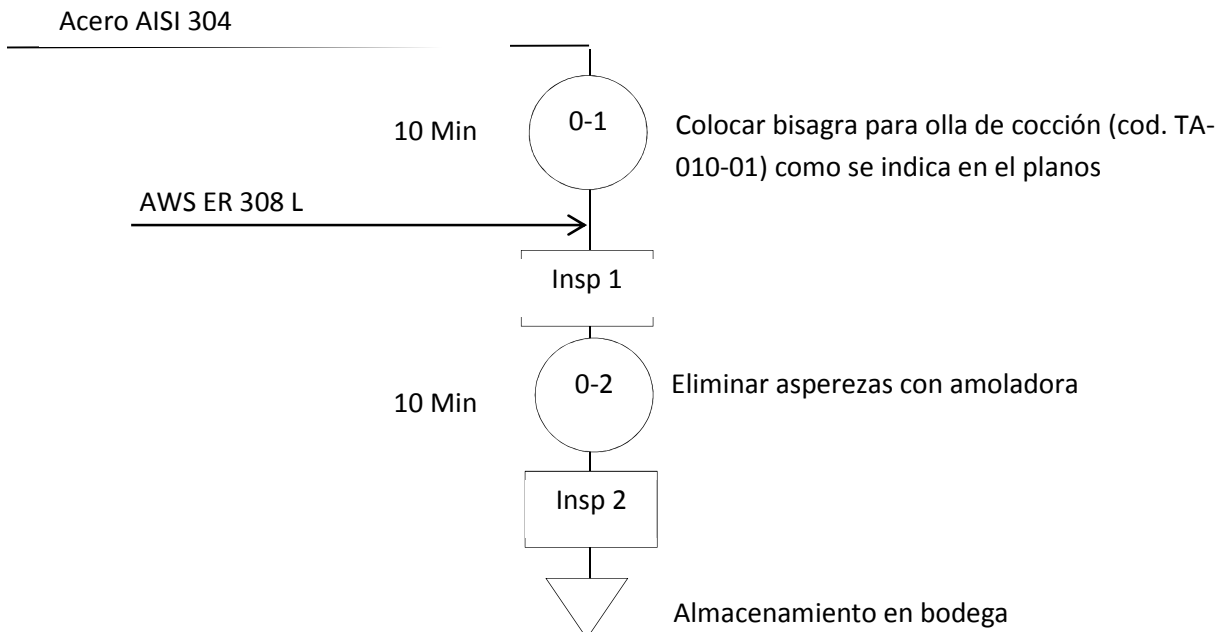 Acero AISI 304
10 Min
0-1
Colocar bisagra para olla de cocción (cod. TA-
010-01) como se indica en el planos
AWS ER 308 L
Insp 1
10 Min
0-2
Eliminar asperezas con amoladora
Insp 2
Almacenamiento en bodega